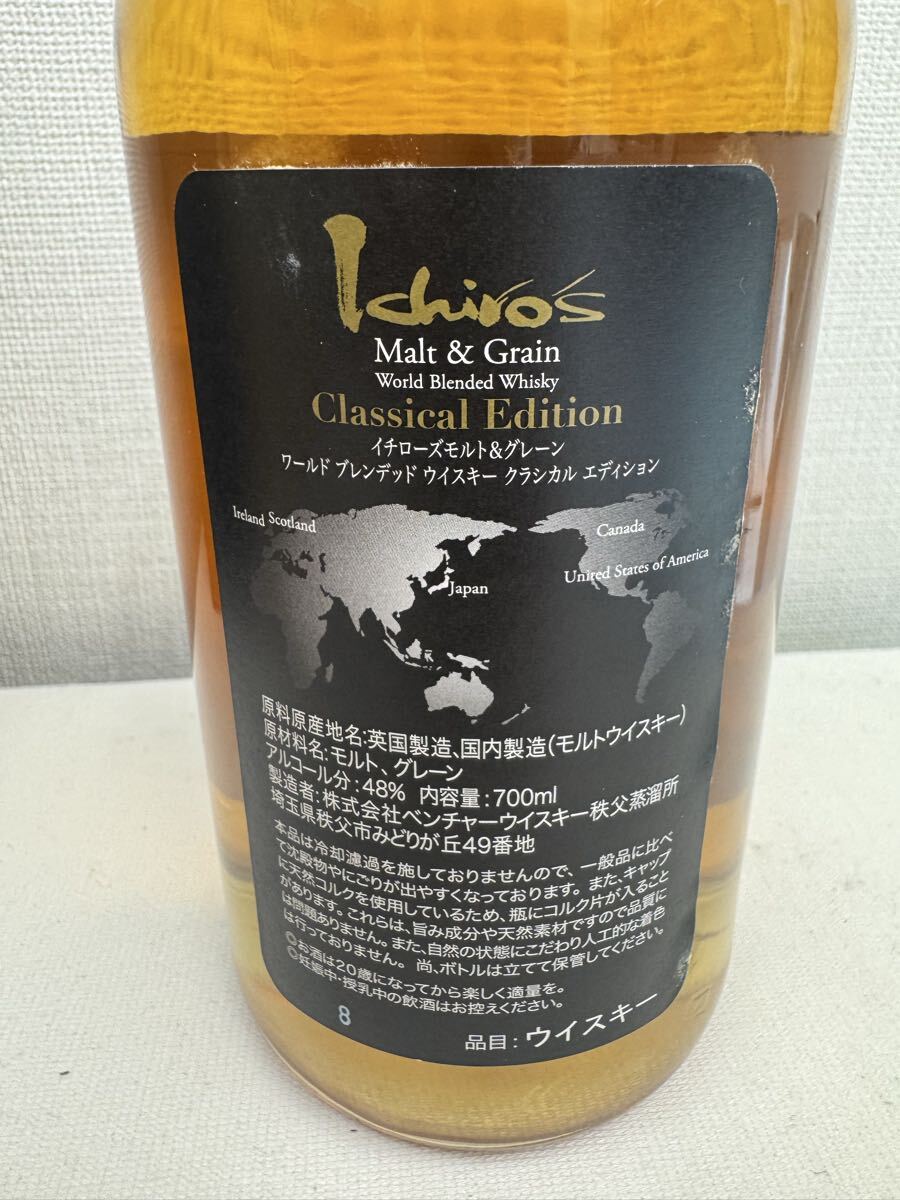 Ichiro's
Malt & Grain
World Blended Whisky
Classical Edition
イチローズモルト&グレーン
ワールド ブレンデッド ウイスキー クラシカル エディション
Ireland Scotland
Canada
Japan
United States of America
原料原産地名:英国製造、国内製造(モルトウイスキー)
原材料名:モルト、グレーン
アルコール分:48% 内容量:700ml
製造者:株式会社ベンチャーウイスキー秩父蒸溜所
埼玉県秩父市みどりが丘49番地
本品は冷却濾過を施しておりませんので、一般品に比べ
て沈殿物やにごりが出やすくなっております。また、キャップ
に天然コルクを使用しているため、瓶にコルク片が入ること
があります。これらは、旨み成分や天然素材ですので品質に
は問題ありません。また、自然の状態にこだわり人工的な着色
は行っておりません。尚、ボトルは立てて保管してください。
◎お酒は20歳になってから楽しく適量を。
◎妊娠中・授乳中の飲酒はお控えください。
8
品目:ウイスキー